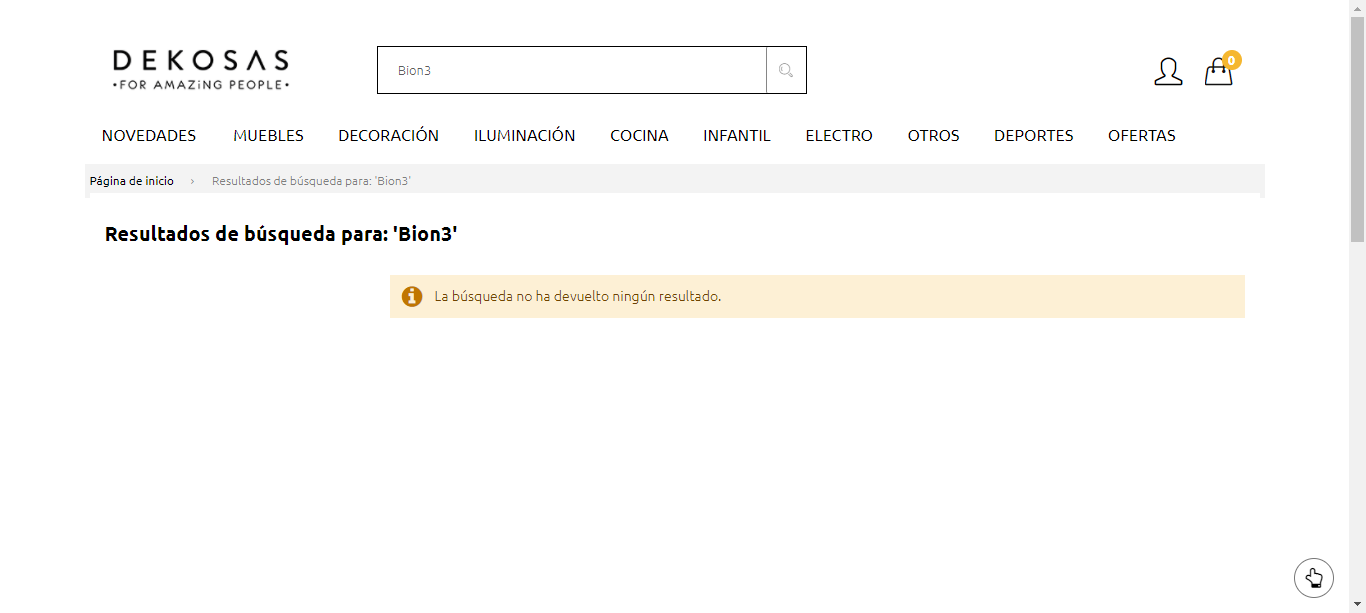 DEKOSAS
•FOR AMAZiNG PEOPLE•
Bion3
0
NOVEDADES MUEBLES DECORACIÓN ILUMINACIÓN COCINA INFANTIL ELECTRO OTROS DEPORTES OFERTAS
Página de inicio › Resultados de búsqueda para: 'Bion3'
Resultados de búsqueda para: 'Bion3'
La búsqueda no ha devuelto ningún resultado.